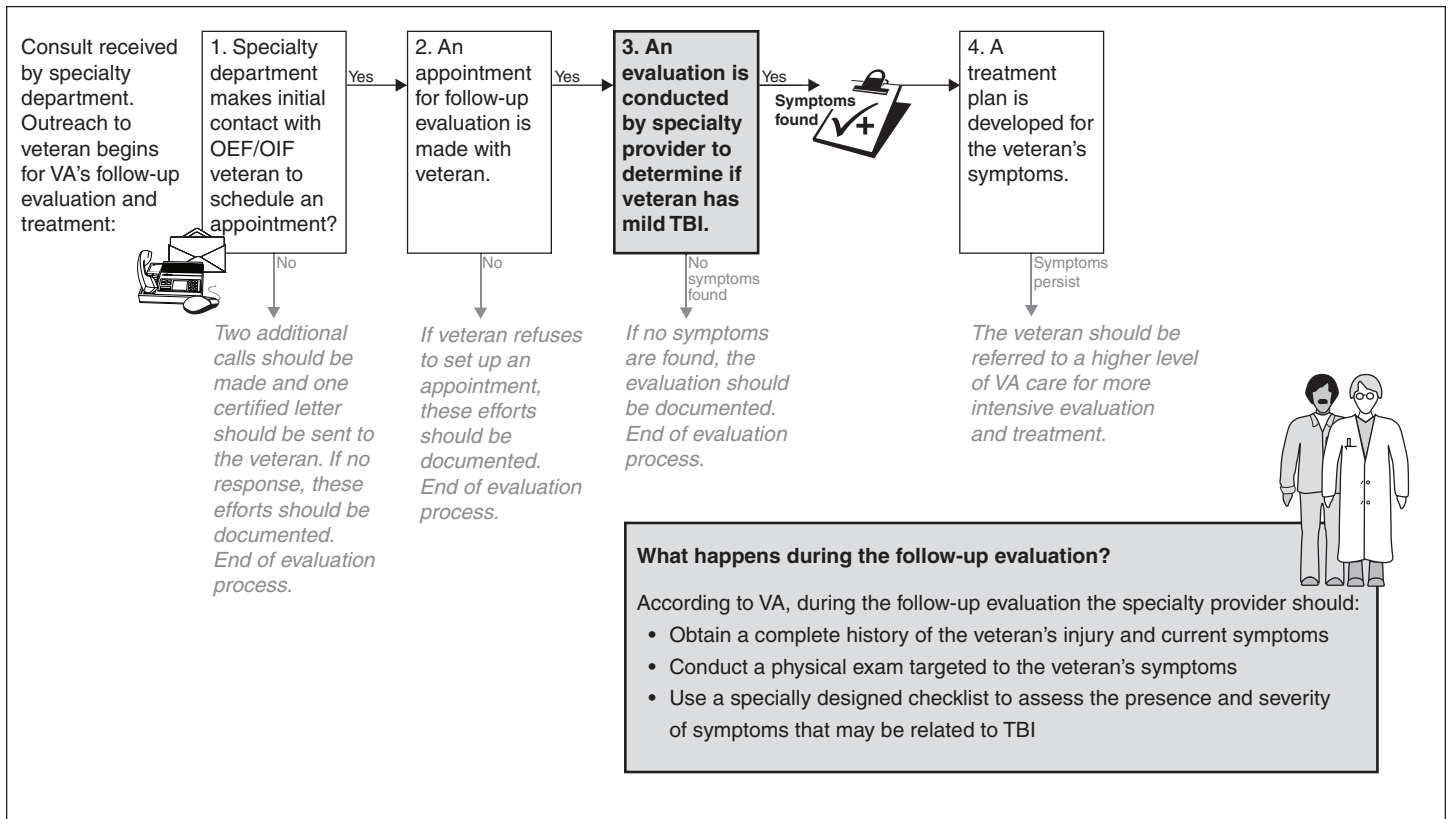 Consult received
by specialty
department.
Outreach to
veteran begins
for VA's follow-up
evaluation and
treatment:
1. Specialty
department
makes initial
contact with
OEF/OIF
veteran to
schedule an
appointment?
Yes
No
Two additional
calls should be
made and one
certified letter
should be sent to
the veteran. If no
response, these
efforts should be
documented.
End of evaluation
process.
2. An
appointment
for follow-up
evaluation is
made with
veteran.
Yes
No
If veteran refuses
to set up an
appointment,
these efforts
should be
documented.
End of evaluation
process.
3. An
evaluation is
conducted
by specialty
provider to
determine if
veteran has
mild TBI.
Yes
Symptoms
found
No
symptoms
found
If no symptoms
are found, the
evaluation should
be documented.
End of evaluation
process.
4. A
treatment
plan is
developed for
the veteran's
symptoms.
Symptoms
persist
The veteran should be
referred to a higher level
of VA care for more
intensive evaluation
and treatment.
What happens during the follow-up evaluation?
According to VA, during the follow-up evaluation the specialty provider should:
• Obtain a complete history of the veteran's injury and current symptoms
• Conduct a physical exam targeted to the veteran's symptoms
• Use a specially designed checklist to assess the presence and severity
of symptoms that may be related to TBI